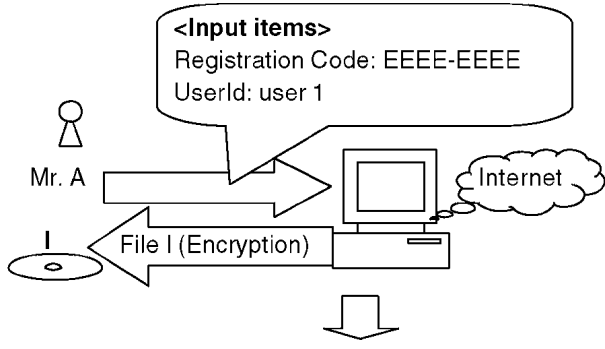 <Input items>
Registration Code: EEEE-EEEE
UserId: user 1
Mr. A
Internet
I
File I (Encryption)